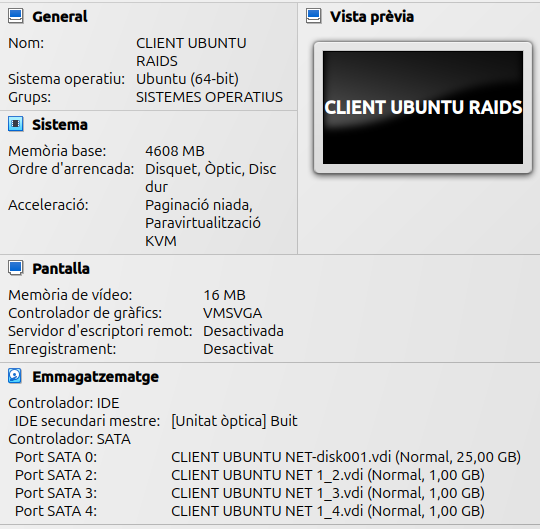 General
Nom: CLIENT UBUNTU
RAIDS
Sistema operatiu: Ubuntu (64-bit)
Grups: SISTEMES OPERATIUS
Vista prèvia
CLIENT UBUNTU RAIDS
Sistema
Memòria base: 4608 MB
Ordre d'arrencada: Disquet, Òptic, Disc
dur
Acceleració: Paginació niada,
Paravirtualització
KVM
Pantalla
Memòria de vídeo: 16 MB
Controlador de gràfics: VMSVGA
Servidor d'escriptori remot: Desactivada
Enregistrament: Desactivat
Emmagatzematge
Controlador: IDE
IDE secundari mestre: [Unitat òptica] Buit
Controlador: SATA
Port SATA 0: CLIENT UBUNTU NET-disk001.vdi (Normal, 25,00 GB)
Port SATA 2: CLIENT UBUNTU NET 1_2.vdi (Normal, 1,00 GB)
Port SATA 3: CLIENT UBUNTU NET 1_3.vdi (Normal, 1,00 GB)
Port SATA 4: CLIENT UBUNTU NET 1_4.vdi (Normal, 1,00 GB)